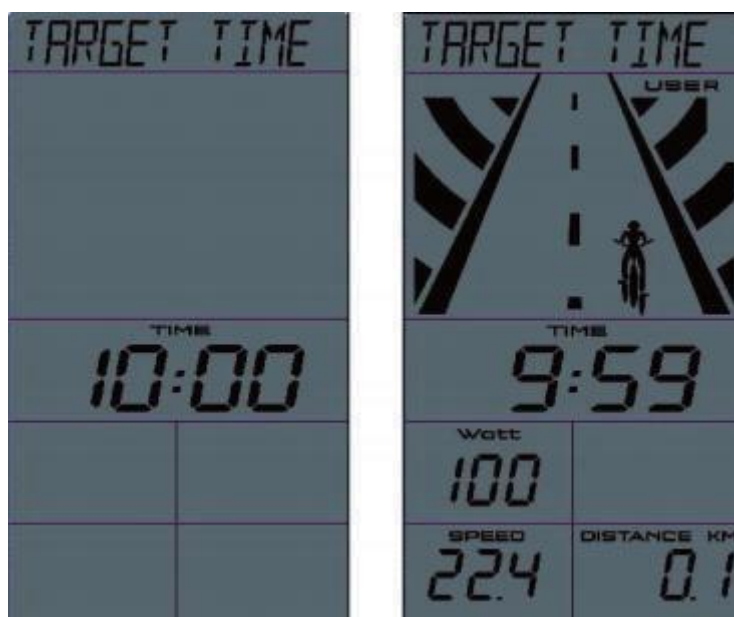 TARGET TIME
TIME
10:00
TARGET TIME
USER
TIME
9:59
Watt
100
SPEED DISTANCE KM
22.4 0.1